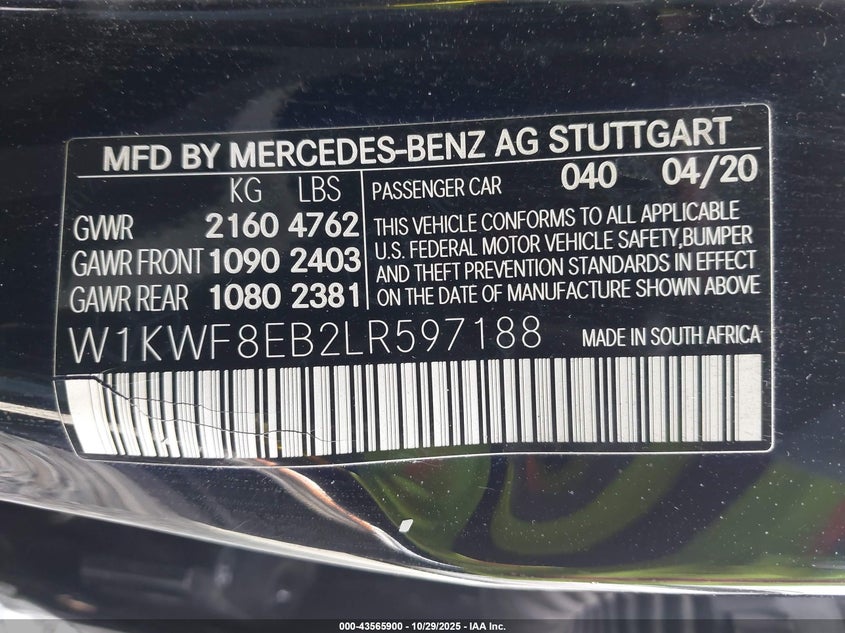 MFD BY MERCEDES-BENZ AG STUTTGART
KG LBS
PASSENGER CAR 040 04/20
GVWR 2160 4762
GAWR FRONT 1090 2403
GAWR REAR 1080 2381
THIS VEHICLE CONFORMS TO ALL APPLICABLE
U.S. FEDERAL MOTOR VEHICLE SAFETY,BUMPER
AND THEFT PREVENTION STANDARDS IN EFFECT
ON THE DATE OF MANUFACTURE SHOWN ABOVE
W1KWF8EB2LR597188 MADE IN SOUTH AFRICA
000-43565900 - 10/29/2025 - IAA Inc.